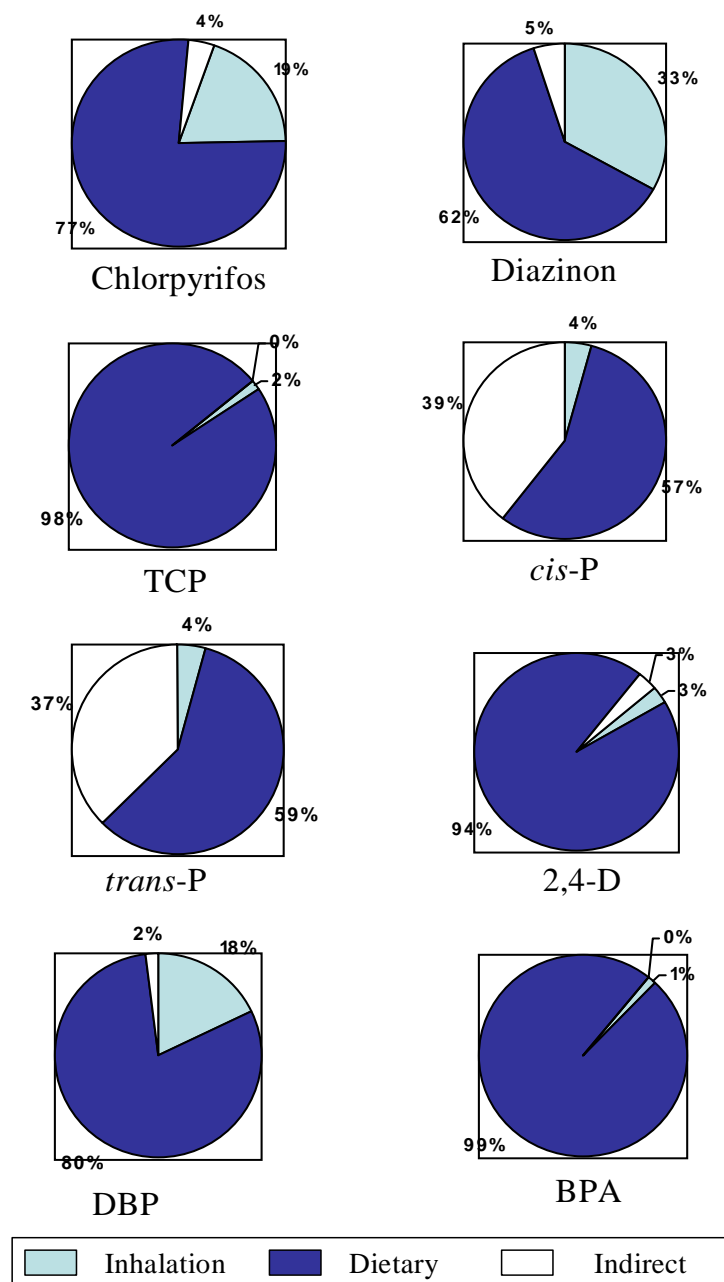 4% 5%
19% 33%
77% 62%
Chlorpyrifos Diazinon
0% 4%
2%
39%
98% 57%
TCP cis-P
4% 3%
37% 3%
59% 94%
trans-P 2,4-D
2% 18% 0%
1%
80% 99%
DBP BPA
Inhalation Dietary Indirect